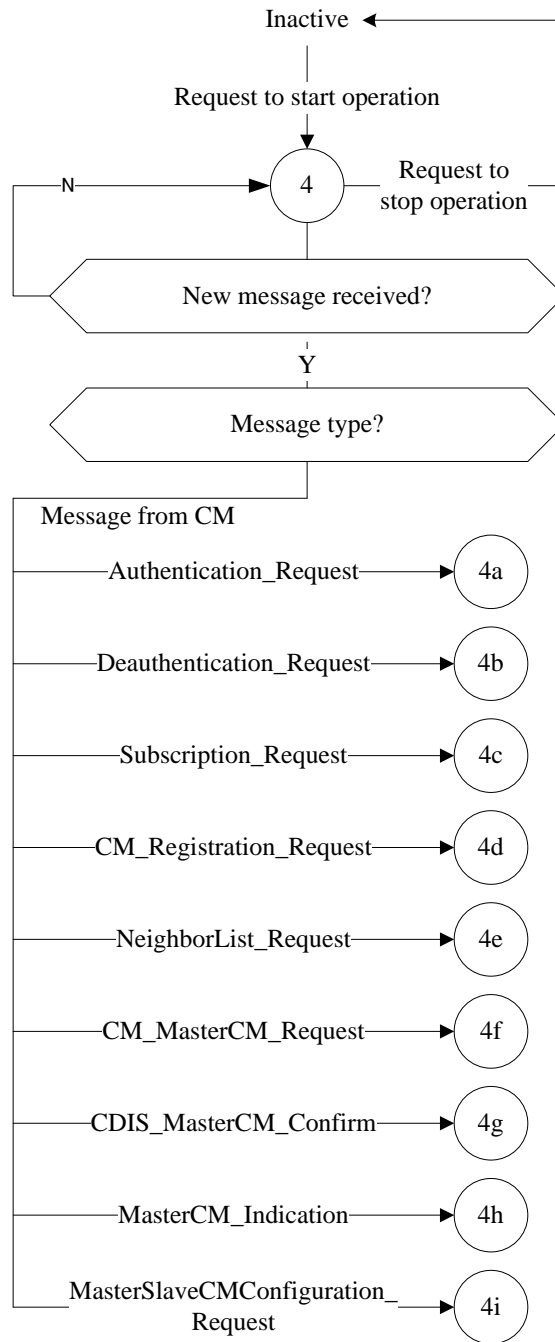 Inactive
Request to start operation
N
4
Request to
stop operation
New message received?
Y
Message type?
Message from CM
Authentication_Request
4a
Deauthentication_Request
4b
Subscription_Request
4c
CM_Registration_Request
4d
NeighborList_Request
4e
CM_MasterCM_Request
4f
CDIS_MasterCM_Confirm
4g
MasterCM_Indication
4h
MasterSlaveCMConfiguration_
Request
4i